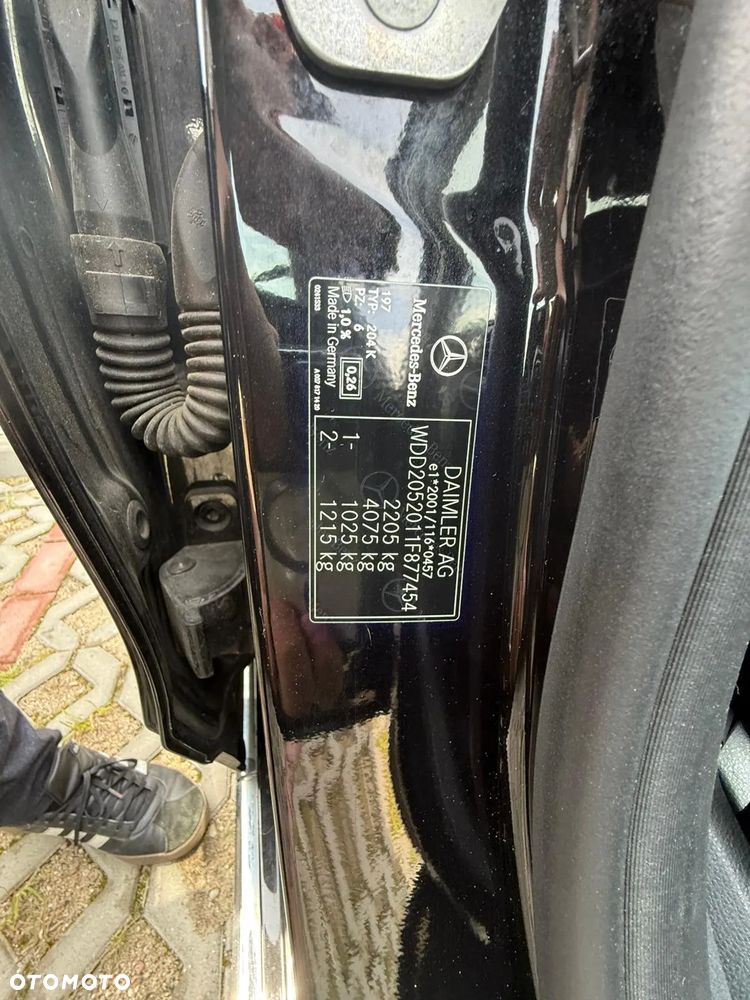 Mercedes-Benz
197
TYP: 204 K
PZ: 6
1,0 %
0,26
Made in Germany
0261333
DAIMLER AG
e1*2001/116*0457
WDD2052011F877454
2205 kg
4075 kg
1- 1025 kg
2- 1215 kg
OTOMOTO